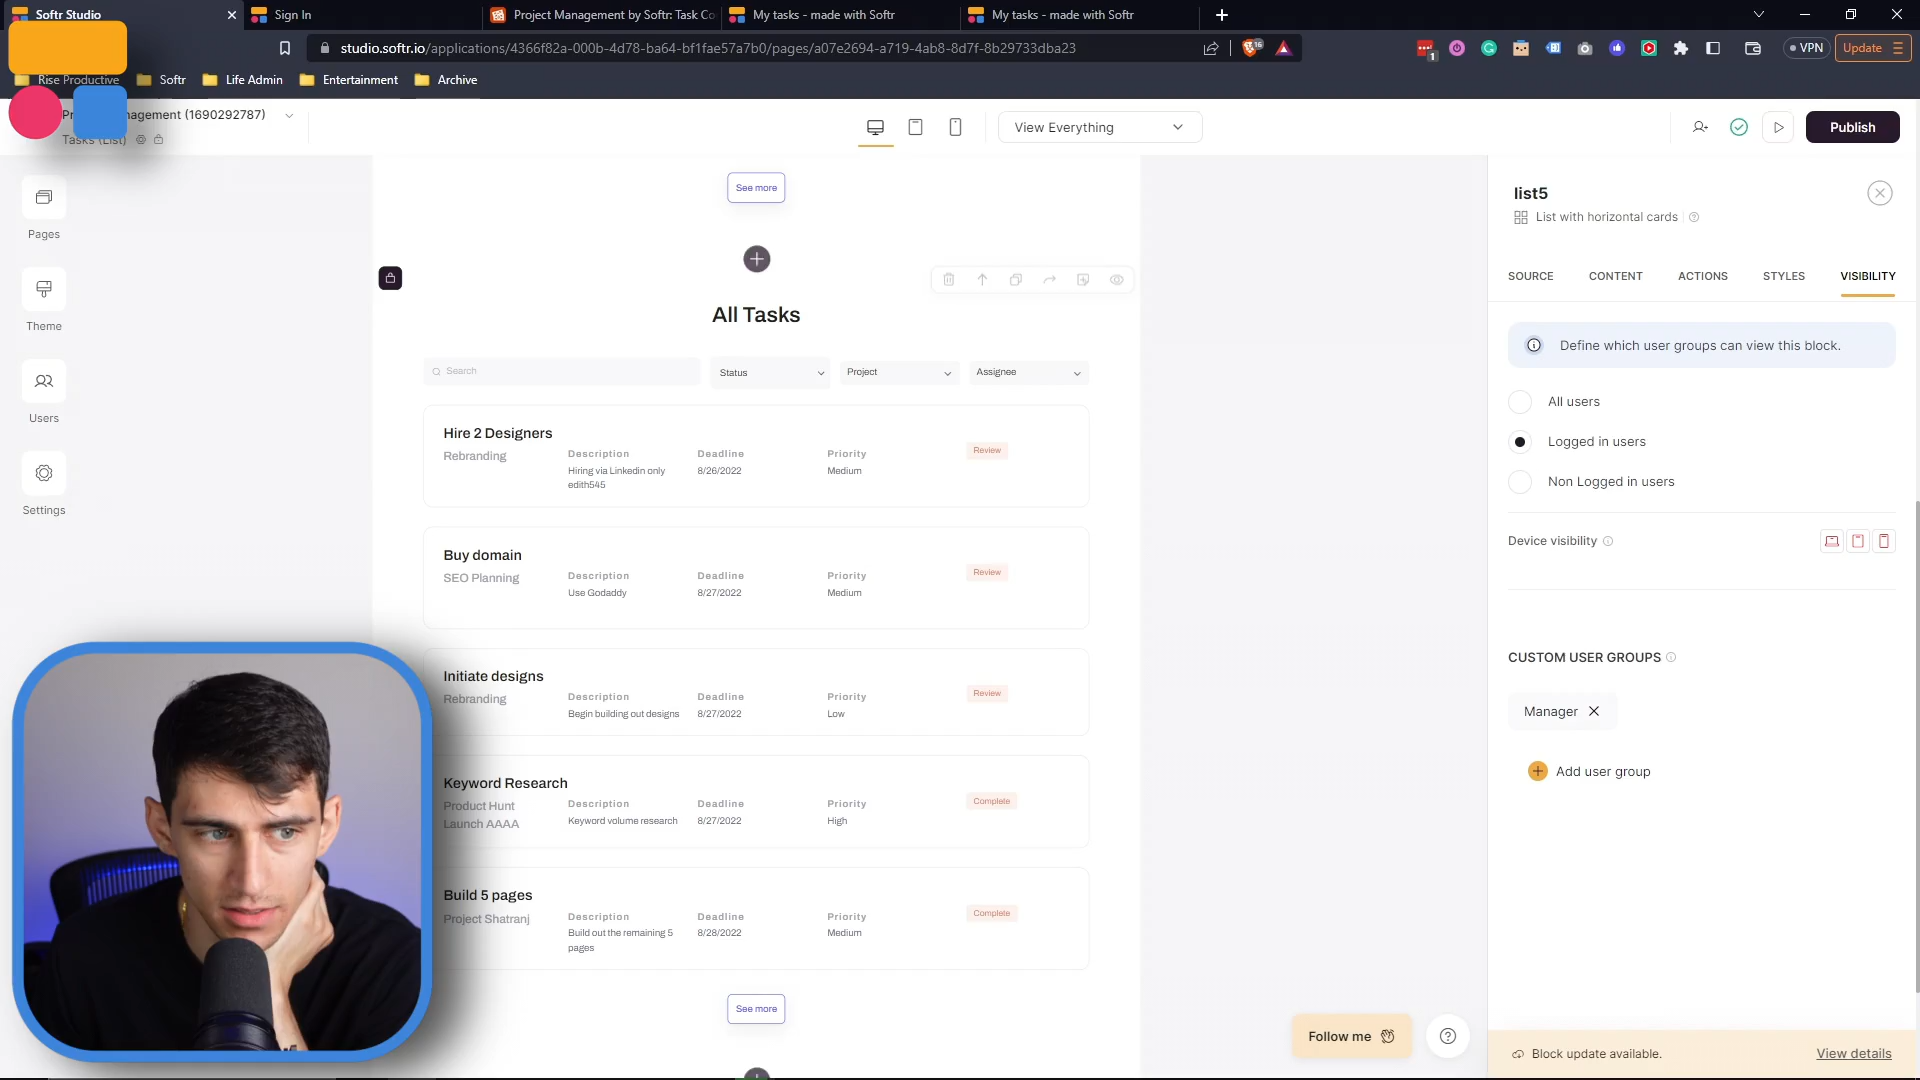 Softr Studio
Sign In
Project Management by Softr: Task Co
My tasks - made with Softr
My tasks - made with Softr
studio.softr.io/applications/4366f82a-000b-4d78-ba64-bf1fae57a7b0/pages/a07e2694-a719-4ab8-8d7f-8b29733dba23
VPN
Update
Rise Productive
Softr
Life Admin
Entertainment
Archive
nagement (1690292787)
Tasks (List)
View Everything
Publish
Pages
Theme
Users
Settings
See more
All Tasks
Search
Status
Project
Assignee
Hire 2 Designers
Rebranding
Description
Deadline
Priority
Review
Hiring via Linkedin only
edith545
8/26/2022
Medium
Buy domain
SEO Planning
Description
Deadline
Priority
Review
Use Godaddy
8/27/2022
Medium
Initiate designs
Rebranding
Description
Deadline
Priority
Review
Begin building out designs
8/27/2022
Low
Keyword Research
Product Hunt
Launch AAAA
Description
Deadline
Priority
Complete
Keyword volume research
8/27/2022
High
Build 5 pages
Project Shatranj
Description
Deadline
Priority
Complete
Build out the remaining 5
pages
8/28/2022
Medium
See more
list5
List with horizontal cards
SOURCE
CONTENT
ACTIONS
STYLES
VISIBILITY
Define which user groups can view this block.
All users
Logged in users
Non Logged in users
Device visibility
CUSTOM USER GROUPS
Manager
Add user group
Follow me
Block update available.
View details